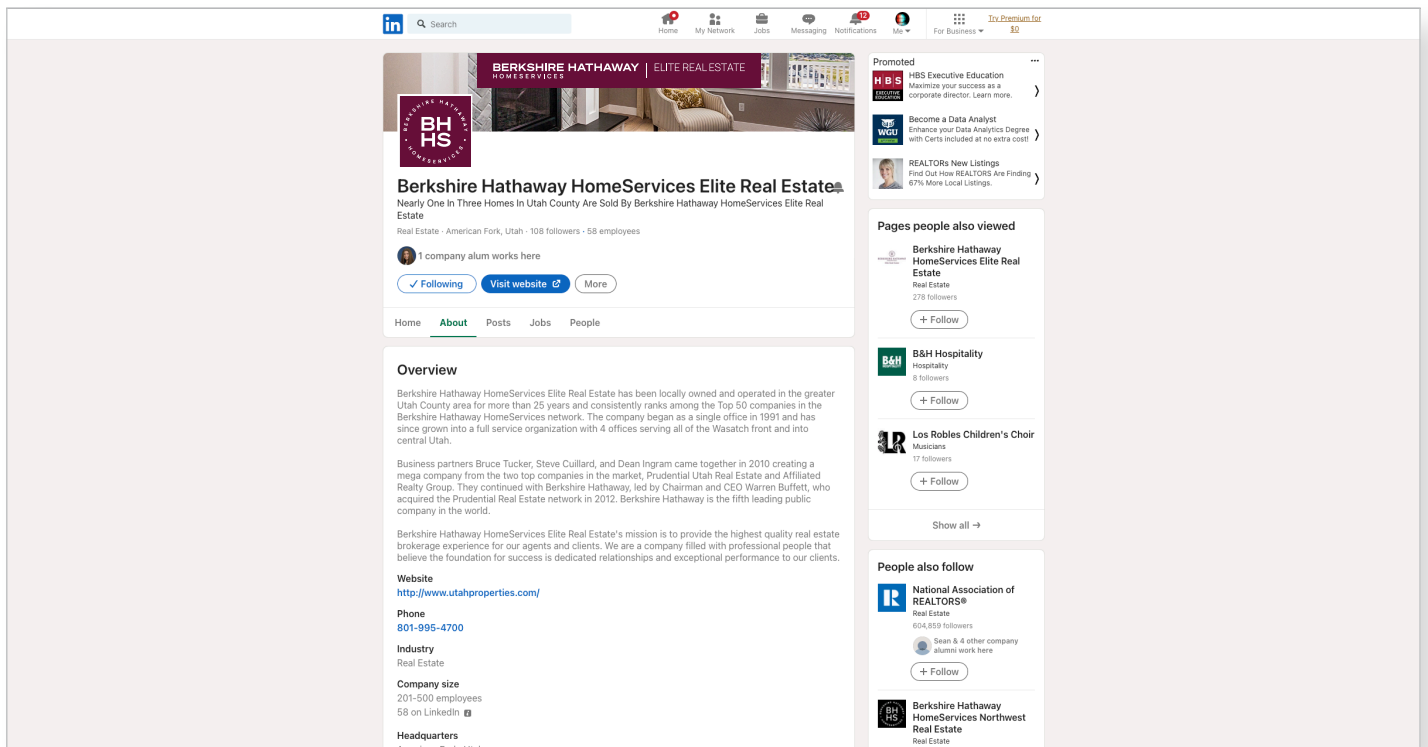 in
Search
Home
My Network
Jobs
Messaging
12
Notifications
Me
For Business
Try Premium for
$0
BERKSHIRE HATHAWAY
HOMESERVICES
ELITE REAL ESTATE
BERKSHIRE HATHAWAY
BH
HS
HOMESERVICES
Berkshire Hathaway HomeServices Elite Real Estate
Nearly One In Three Homes In Utah County Are Sold By Berkshire Hathaway HomeServices Elite Real
Estate
Real Estate · American Fork, Utah · 108 followers · 58 employees
1 company alum works here
Following
Visit website
More
Home About Posts Jobs People
Overview
Berkshire Hathaway HomeServices Elite Real Estate has been locally owned and operated in the greater
Utah County area for more than 25 years and consistently ranks among the Top 50 companies in the
Berkshire Hathaway HomeServices network. The company began as a single office in 1991 and has
since grown into a full service organization with 4 offices serving all of the Wasatch front and into
central Utah.
Business partners Bruce Tucker, Steve Cuillard, and Dean Ingram came together in 2010 creating a
mega company from the two top companies in the market, Prudential Utah Real Estate and Affiliated
Realty Group. They continued with Berkshire Hathaway, led by Chairman and CEO Warren Buffett, who
acquired the Prudential Real Estate network in 2012. Berkshire Hathaway is the fifth leading public
company in the world.
Berkshire Hathaway HomeServices Elite Real Estate's mission is to provide the highest quality real estate
brokerage experience for our agents and clients. We are a company filled with professional people that
believe the foundation for success is dedicated relationships and exceptional performance to our clients.
Website
http://www.utahproperties.com/
Phone
801-995-4700
Industry
Real Estate
Company size
201-500 employees
58 on LinkedIn
Headquarters
Promoted
HBS
EXECUTIVE
EDUCATION
HBS Executive Education
Maximize your success as a
corporate director. Learn more.
WGU
Become a Data Analyst
Enhance your Data Analytics Degree
with Certs included at no extra cost!
REALTORs New Listings
Find Out How REALTORS Are Finding
67% More Local Listings.
Pages people also viewed
Berkshire Hathaway
HomeServices Elite Real
Estate
Real Estate
278 followers
+ Follow
B&H
B&H Hospitality
Hospitality
8 followers
+ Follow
LR
Los Robles Children's Choir
Musicians
17 followers
+ Follow
Show all →
People also follow
R
National Association of
REALTORS®
Real Estate
604,859 followers
Sean & 4 other company
alumni work here
+ Follow
BH
HS
Berkshire Hathaway
HomeServices Northwest
Real Estate
Real Estate